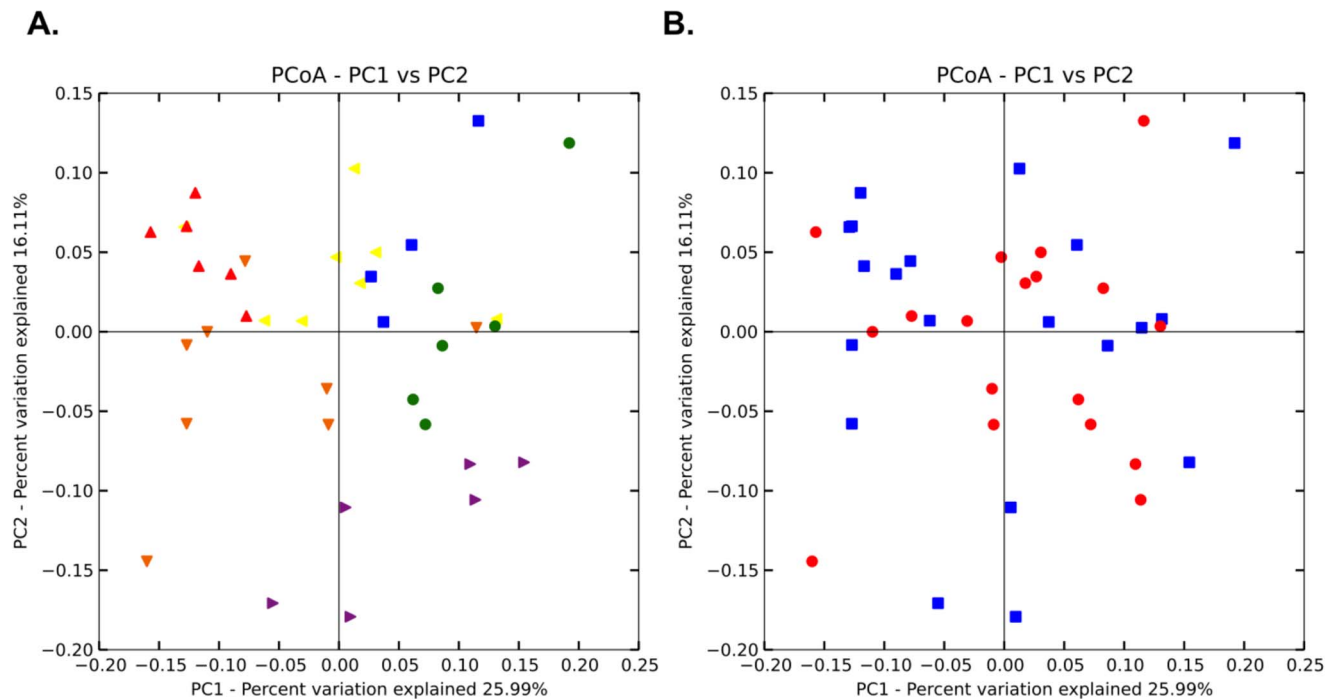 A.
B.
PCoA - PC1 vs PC2
PCoA - PC1 vs PC2
0.15
0.10
0.05
0.00
−0.05
−0.10
−0.15
−0.20
PC2 - Percent variation explained 16.11%
−0.20 −0.15 −0.10 −0.05 0.00 0.05 0.10 0.15 0.20 0.25
PC1 - Percent variation explained 25.99%
0.15
0.10
0.05
0.00
−0.05
−0.10
−0.15
−0.20
PC2 - Percent variation explained 16.11%
−0.20 −0.15 −0.10 −0.05 0.00 0.05 0.10 0.15 0.20 0.25
PC1 - Percent variation explained 25.99%